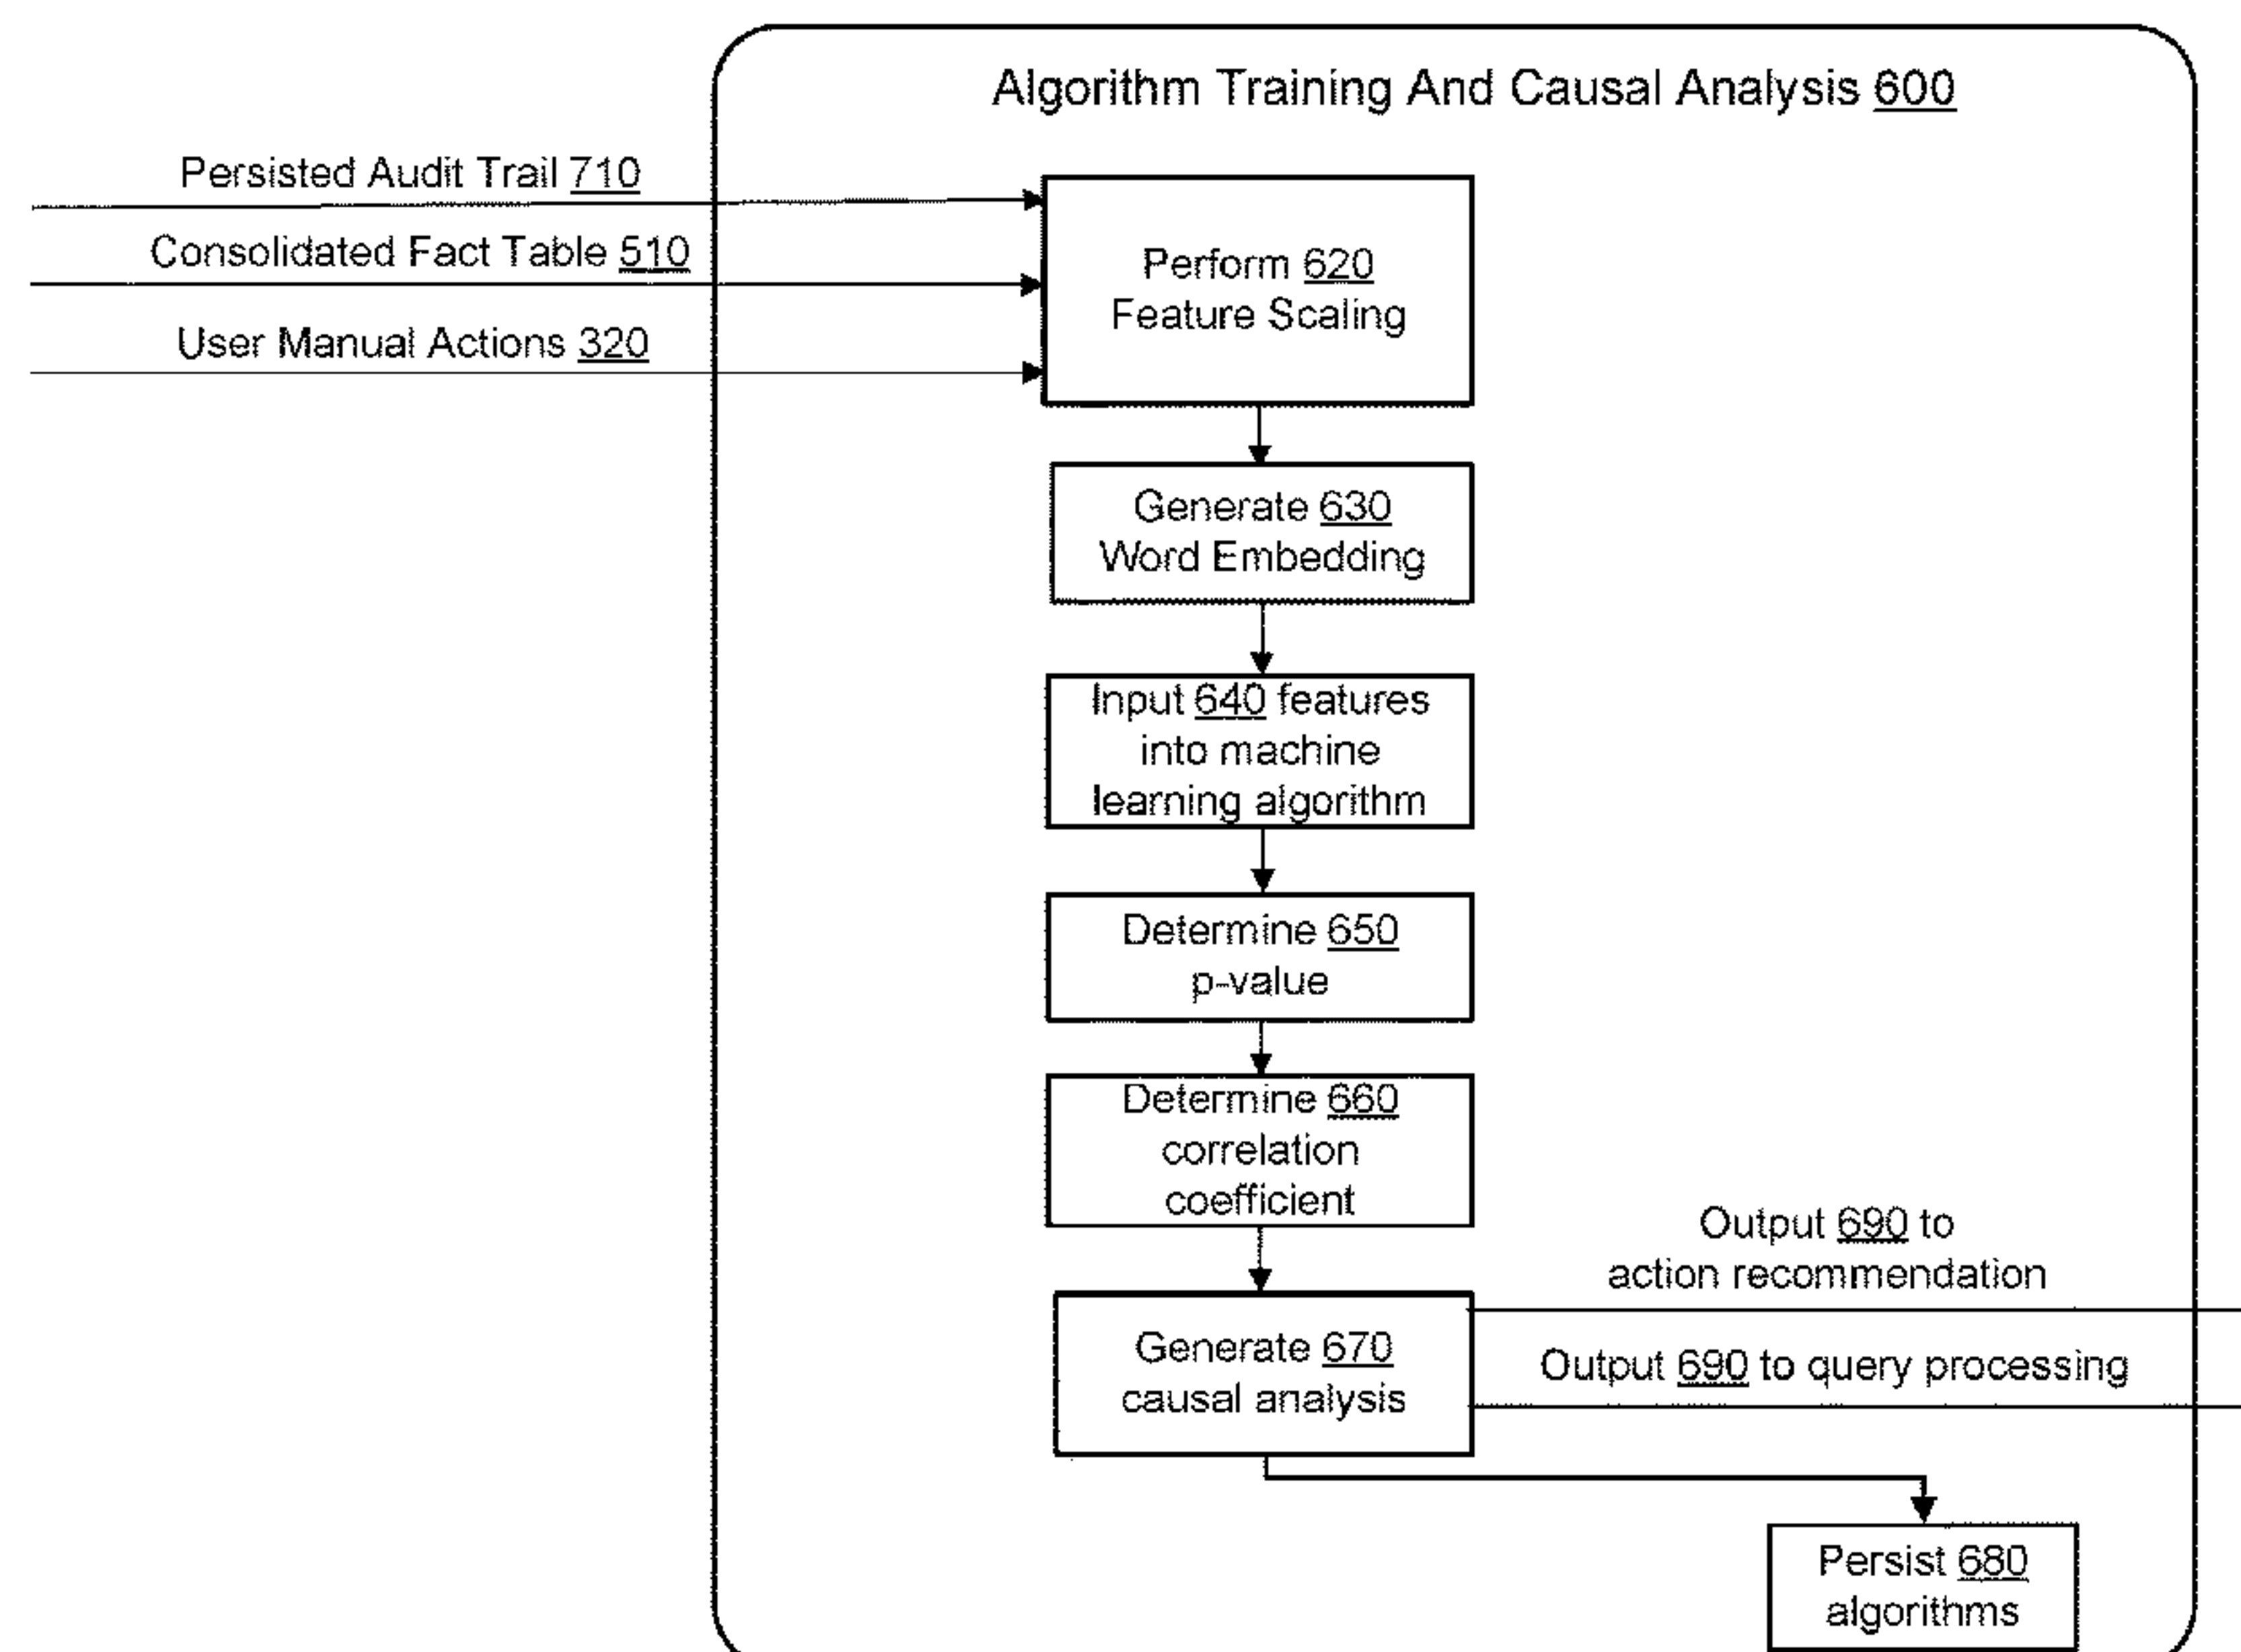 Algorithm Training And Causal Analysis 600
Persisted Audit Trail 710
Consolidated Fact Table 510
User Manual Actions 320
Perform 620
Feature Scaling
Generate 630
Word Embedding
Input 640 features
into machine
learning algorithm
Determine 650
p-value
Determine 660
correlation
coefficient
Output 690 to
action recommendation
Generate 670
causal analysis
Output 690 to query processing
Persist 680
algorithms